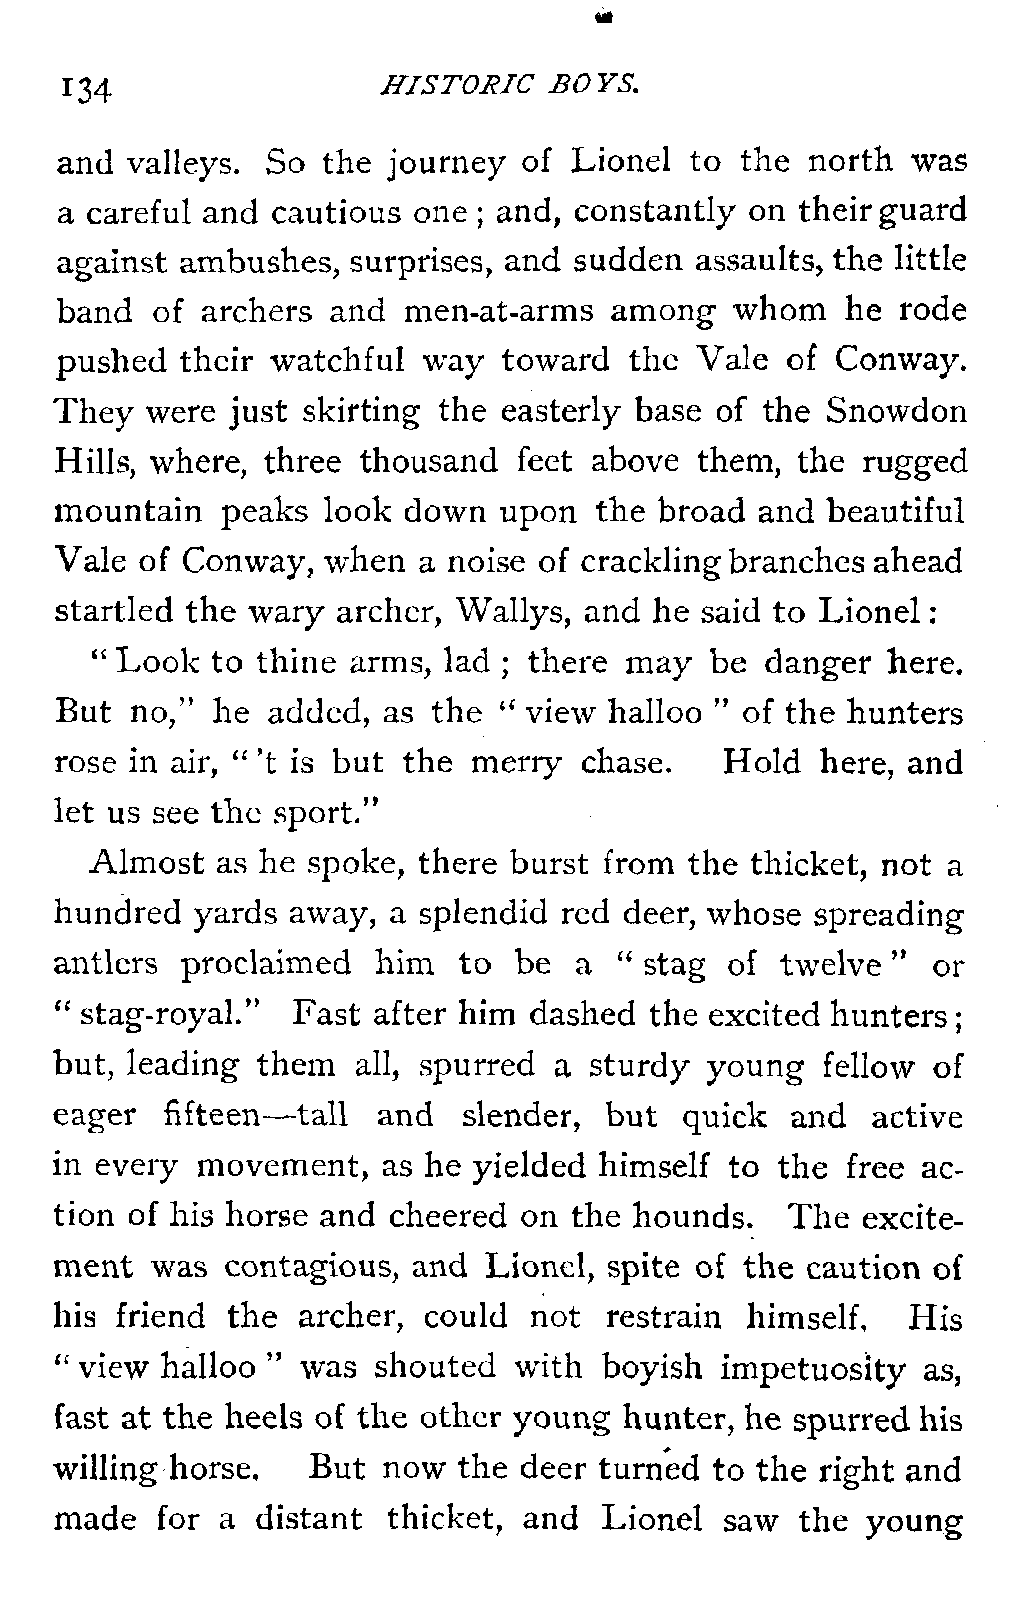 134 HISTORIC BOYS.
and valleys. So the journey of Lionel to the north was
a careful and cautious one ; and, constantly on their guard
against ambushes, surprises, and sudden assaults, the little
band of archers and men-at-arms among whom he rode
pushed their watchful way toward the Vale of Conway.
They were just skirting the easterly base of the Snowdon
Hills, where, three thousand feet above them, the rugged
mountain peaks look down upon the broad and beautiful
Vale of Conway, when a noise of crackling branches ahead
startled the wary archer, Wallys, and he said to Lionel :
“ Look to thine arms, lad ; there may be danger here.
But no,” he added, as the “ view halloo ” of the hunters
rose in air, “ ’t is but the merry chase. Hold here, and
let us see the sport.”
Almost as he spoke, there burst from the thicket, not a
hundred yards away, a splendid red deer, whose spreading
antlers proclaimed him to be a “ stag of twelve ” or
“ stag-royal.” Fast after him dashed the excited hunters ;
but, leading them all, spurred a sturdy young fellow of
eager fifteen—tall and slender, but quick and active
in every movement, as he yielded himself to the free ac-
tion of his horse and cheered on the hounds. The excite-
ment was contagious, and Lionel, spite of the caution of
his friend the archer, could not restrain himself. His
“ view halloo ” was shouted with boyish impetuosity as,
fast at the heels of the other young hunter, he spurred his
willing horse. But now the deer turned to the right and
made for a distant thicket, and Lionel saw the young